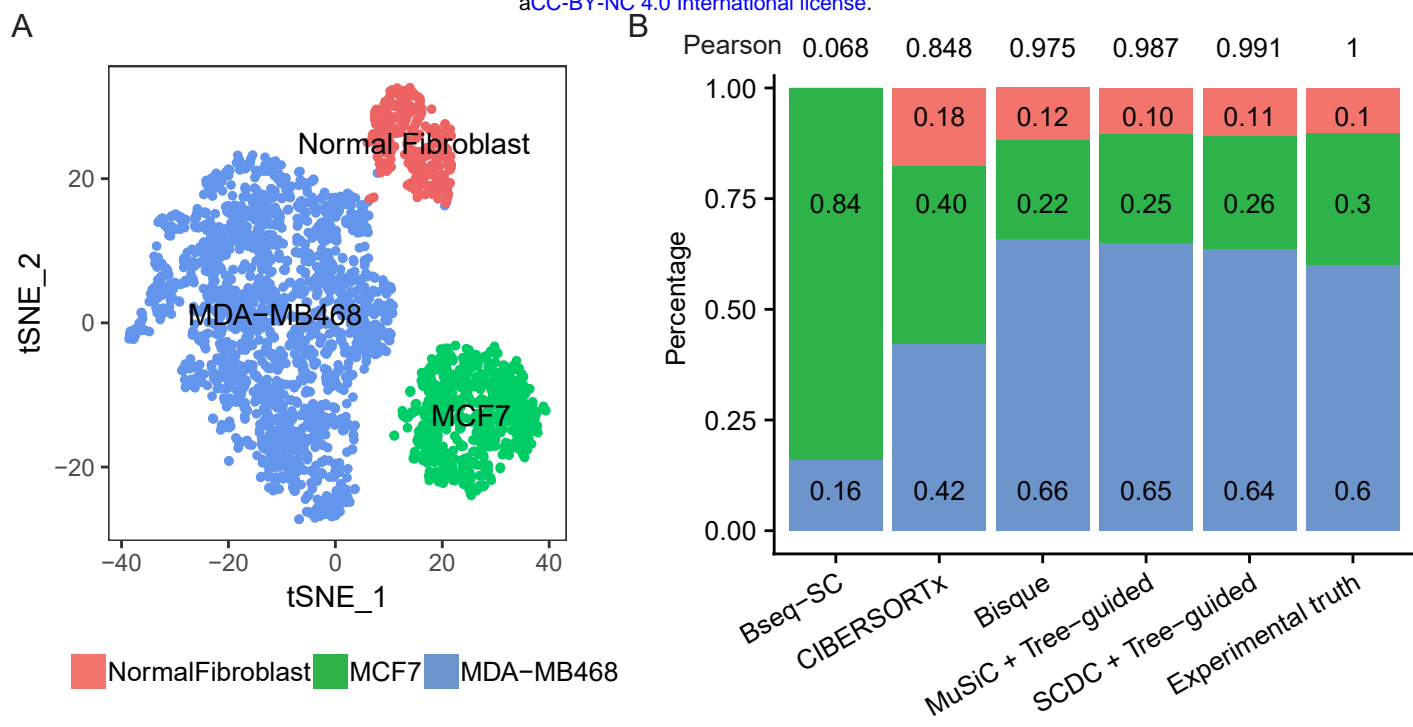 aCC-BY-NC 4.0 International license.
A
Normal Fibroblast
MDA−MB468
MCF7
20
0
−20
tSNE_2
−40
−20
0
20
40
tSNE_1
NormalFibroblast
MCF7
MDA−MB468
B
Pearson 0.068 0.848 0.975 0.987 0.991 1
1.00
0.75
0.50
0.25
0.00
Percentage
0.18 0.12 0.10 0.11 0.1
0.84 0.40 0.22 0.25 0.26 0.3
0.16 0.42 0.66 0.65 0.64 0.6
Bseq−SC
CIBERSORTx
Bisque
MuSiC + Tree−guided
SCDC + Tree−guided
Experimental truth